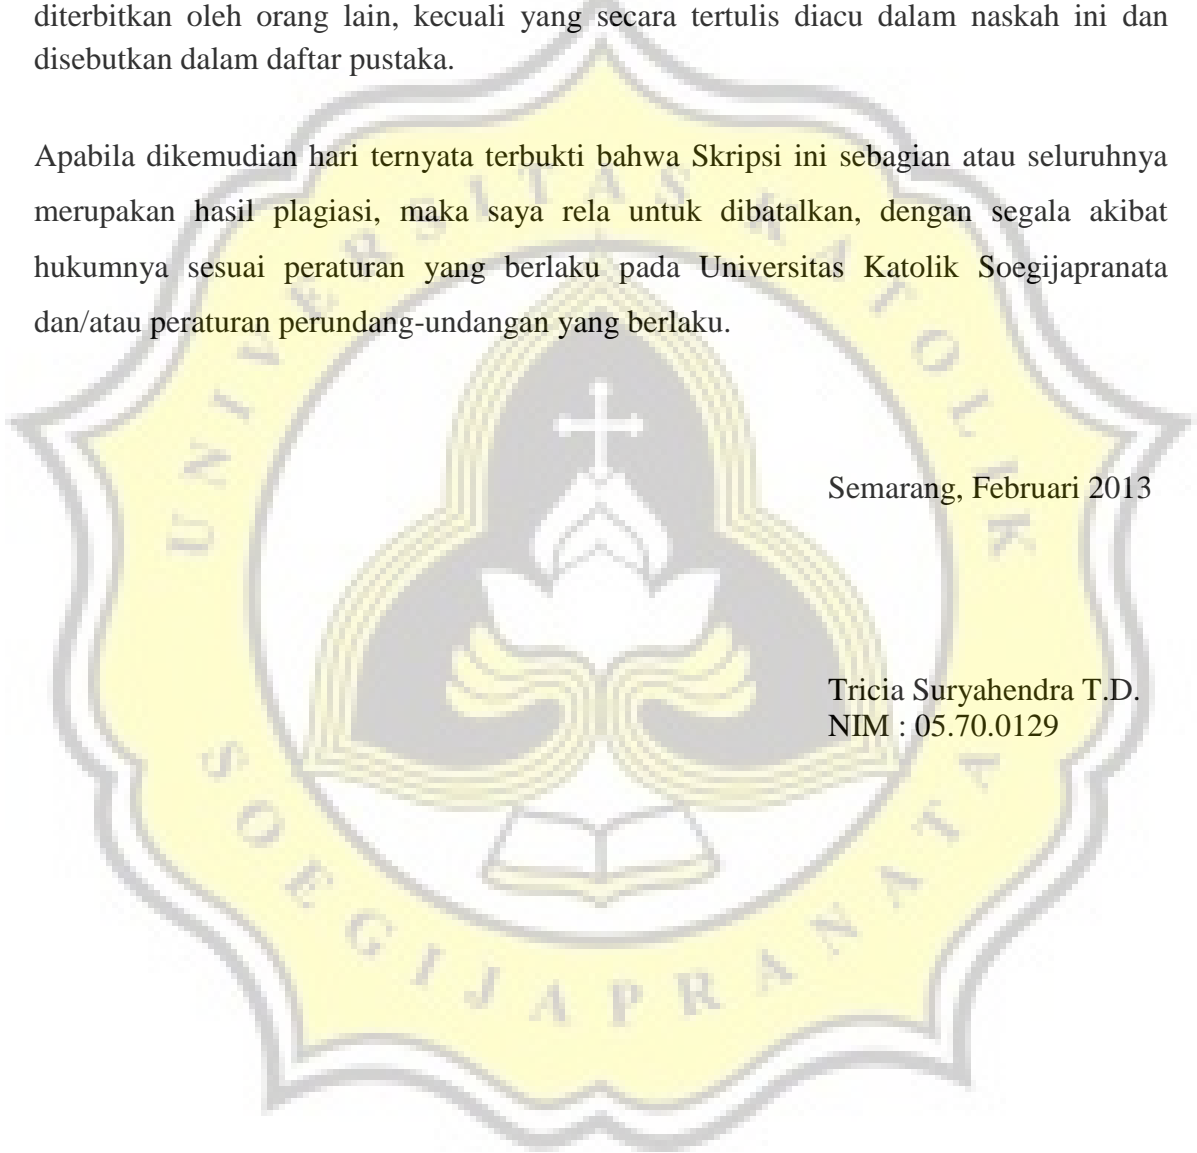 diterbitkan oleh orang lain, kecuali yang secara tertulis diacu dalam naskah ini dan
disebutkan dalam daftar pustaka.
Apabila dikemudian hari ternyata terbukti bahwa Skripsi ini sebagian atau seluruhnya
merupakan hasil plagiasi, maka saya rela untuk dibatalkan, dengan segala akibat
hukumnya sesuai peraturan yang berlaku pada Universitas Katolik Soegijapranata
dan/atau peraturan perundang-undangan yang berlaku.
UNIVERSITAS KATOLIK
Semarang, Februari 2013
Tricia Suryahendra T.D.
NIM : 05.70.0129
SOEGIJAPRANATA